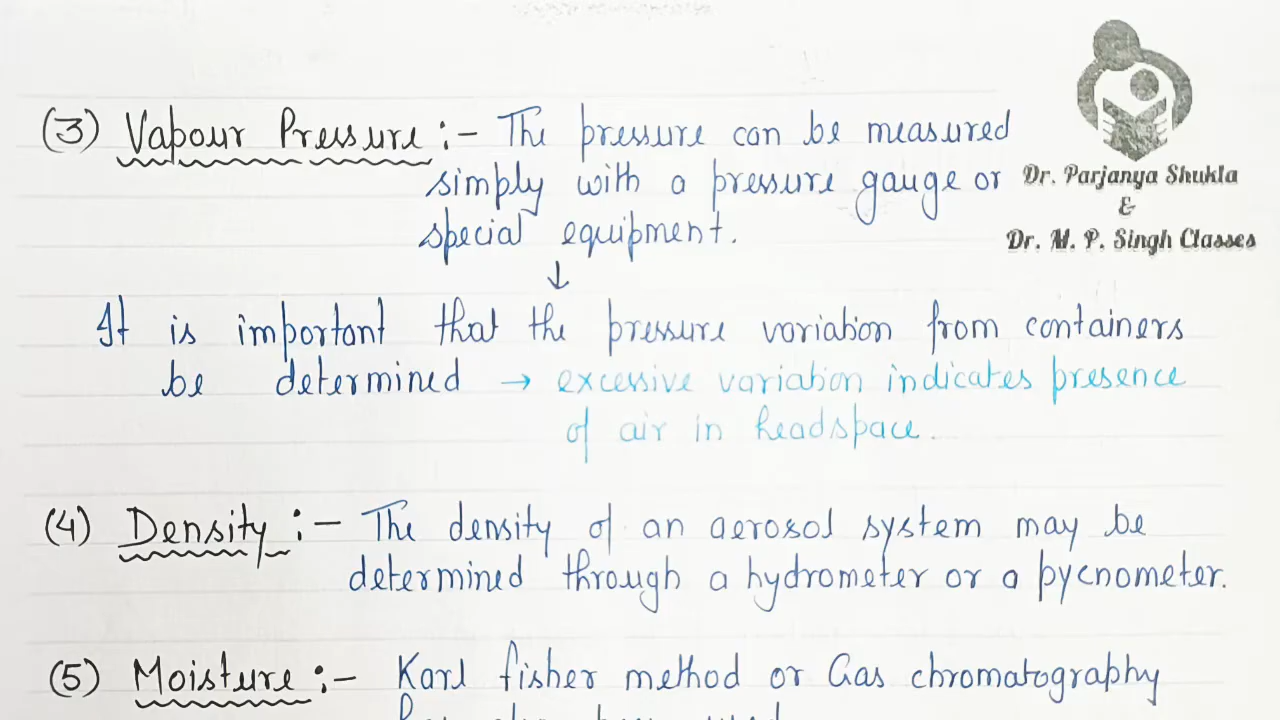 (3) Vapour Pressure :- The pressure can be measured
simply with a pressure gauge or
special equipment.
↓
It is important that the pressure variation from containers
be determined → excessive variation indicates presence
of air in headspace.
(4) Density :- The density of an aerosol system may be
determined through a hydrometer or a pycnometer.
(5) Moisture :- Karl fisher method or Gas chromatography
Dr. Parjanya Shukla
&
Dr. M. P. Singh Classes